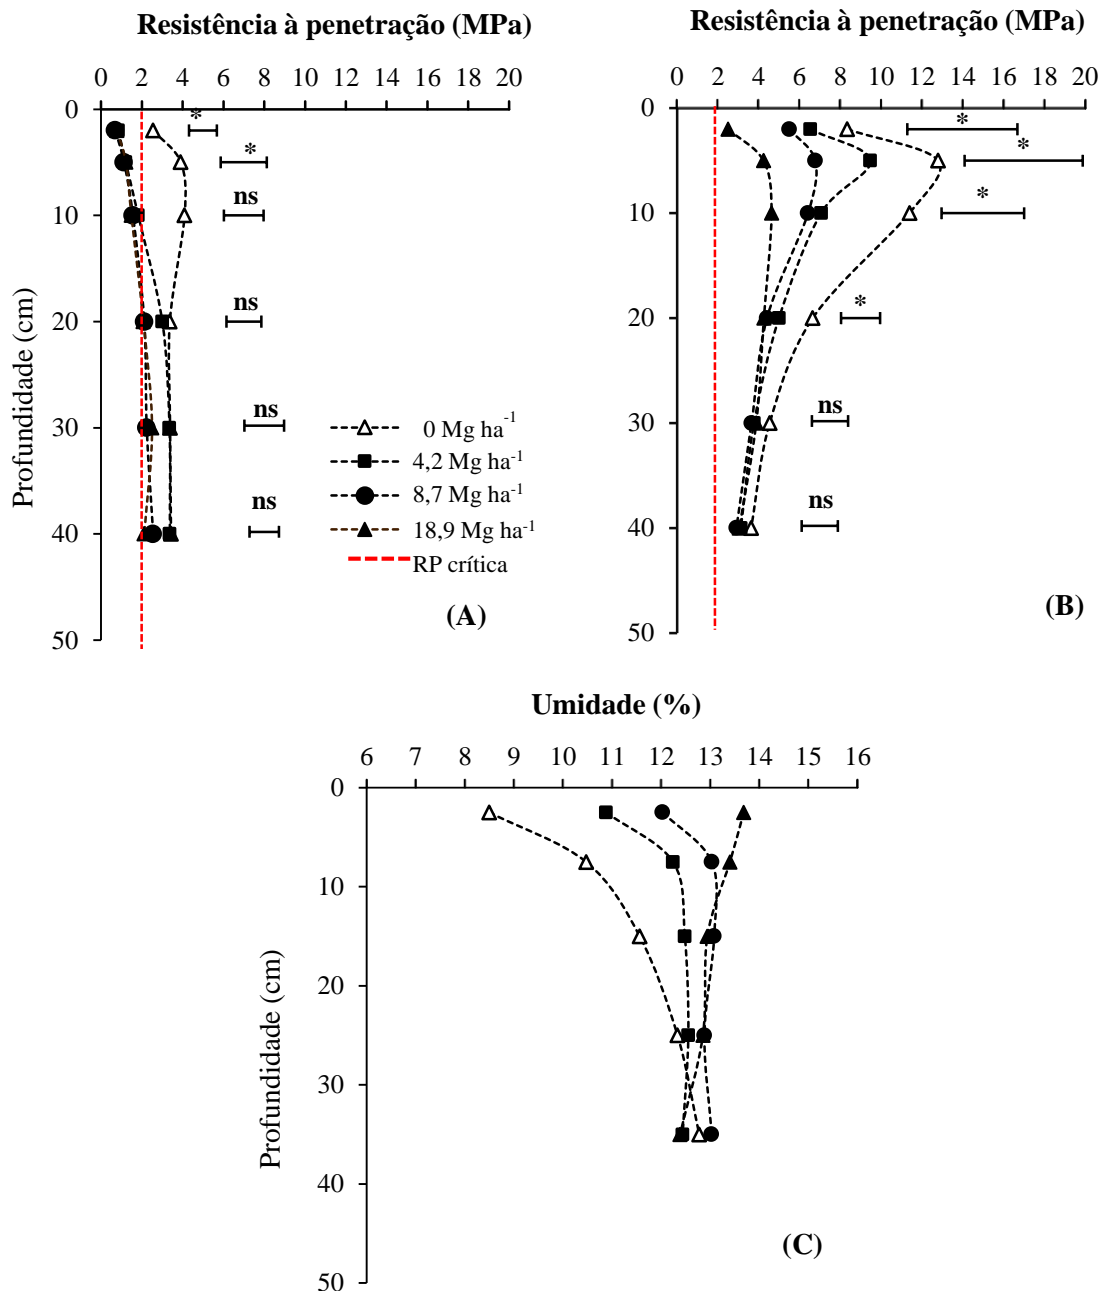 Resistência à penetração (MPa)
0 2 4 6 8 10 12 14 16 18 20
0
10
20
30
40
50
Profundidade (cm)
*
*
ns
ns
ns
ns
0 Mg ha-1
4,2 Mg ha-1
8,7 Mg ha-1
18,9 Mg ha-1
RP crítica
(A)
Resistência à penetração (MPa)
0 2 4 6 8 10 12 14 16 18 20
0
10
20
30
40
50
*
*
*
*
ns
ns
(B)
Umidade (%)
6 7 8 9 10 11 12 13 14 15 16
0
10
20
30
40
50
Profundidade (cm)
(C)